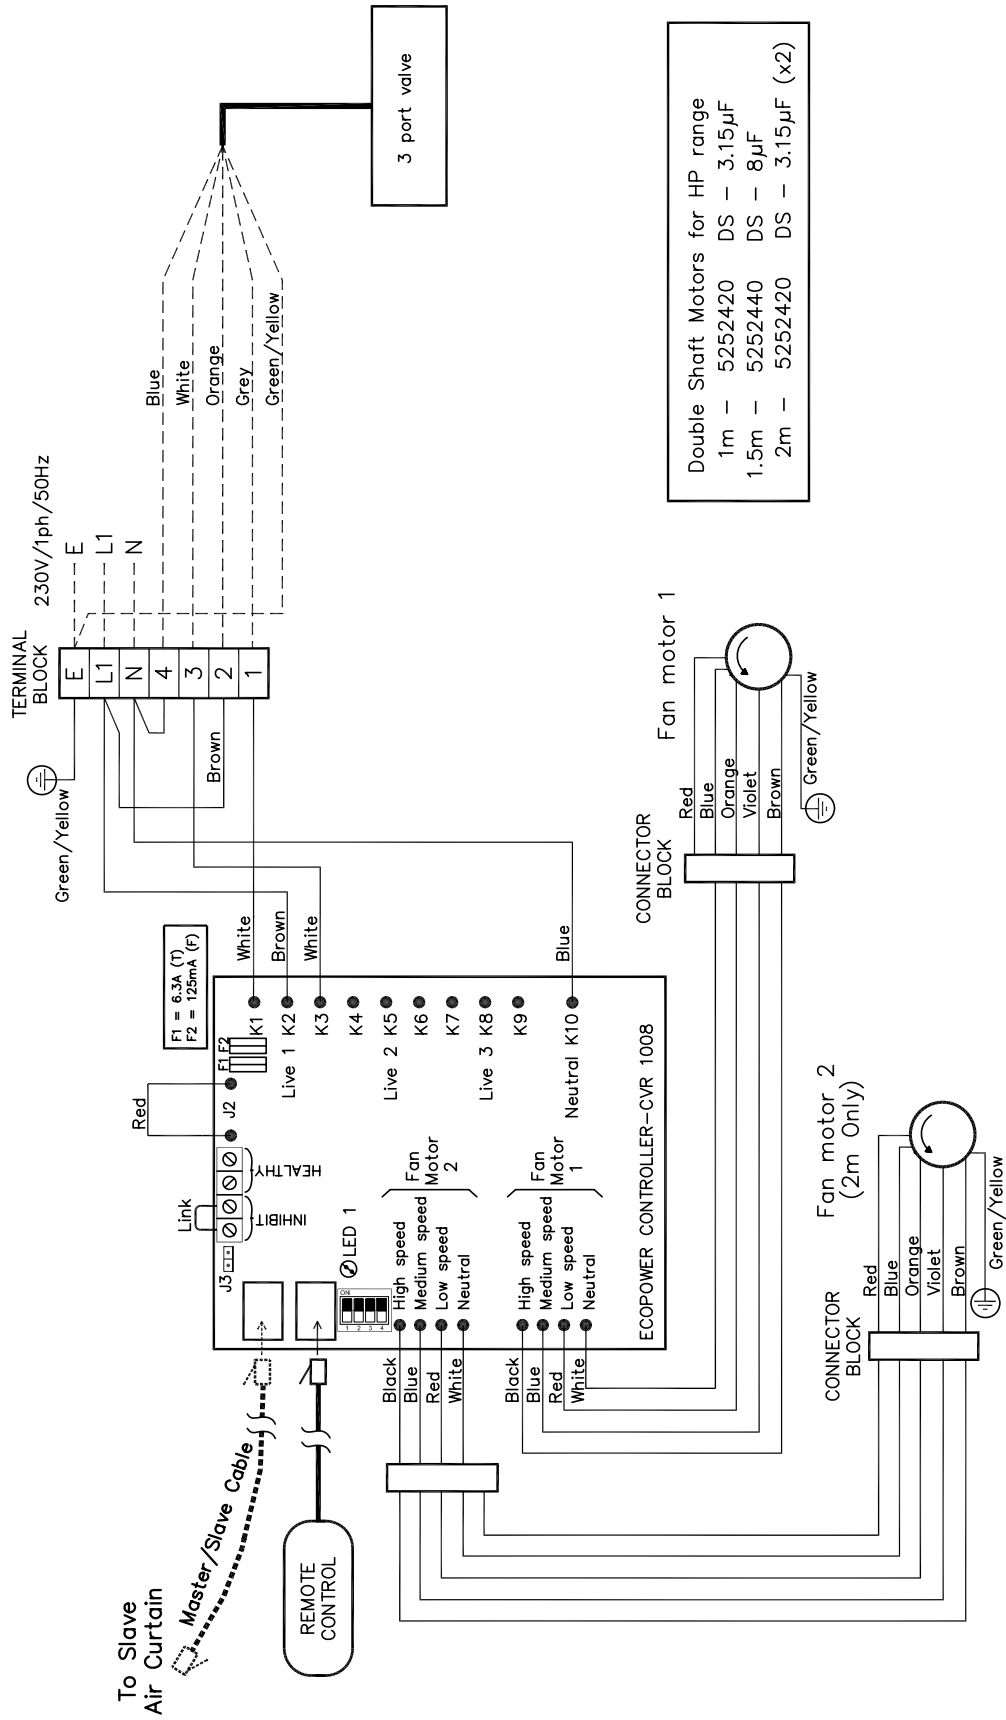 To Slave
Air Curtain
Master/Slave Cable
REMOTE
CONTROL
J3
Link
INHIBIT
HEALTHY
Red
J2
F1 F2
F1 = 6.3A (T)
F2 = 125mA (F)
LED 1
ON
1 2 3 4
K1
Live 1 K2
K3
K4
Live 2 K5
K6
K7
Live 3 K8
K9
Neutral K10
High speed
Medium speed
Low speed
Neutral
Fan
Motor
2
High speed
Medium speed
Low speed
Neutral
Fan
Motor
1
ECOPOWER CONTROLLER-CVR 1008
Black
Blue
Red
White
Black
Blue
Red
White
White
Brown
White
Blue
Green/Yellow
Brown
TERMINAL
BLOCK
E
L1
N
4
3
2
1
230V/1ph/50Hz
E
L1
N
Blue
White
Orange
Grey
Green/Yellow
3 port valve
CONNECTOR
BLOCK
Red
Blue
Orange
Violet
Brown
Green/Yellow
Fan motor 1
CONNECTOR
BLOCK
Red
Blue
Orange
Violet
Brown
Green/Yellow
Fan motor 2
(2m Only)
Double Shaft Motors for HP range
1m – 5252420 DS – 3.15µF
1.5m – 5252440 DS – 8µF
2m – 5252420 DS – 3.15µF (x2)